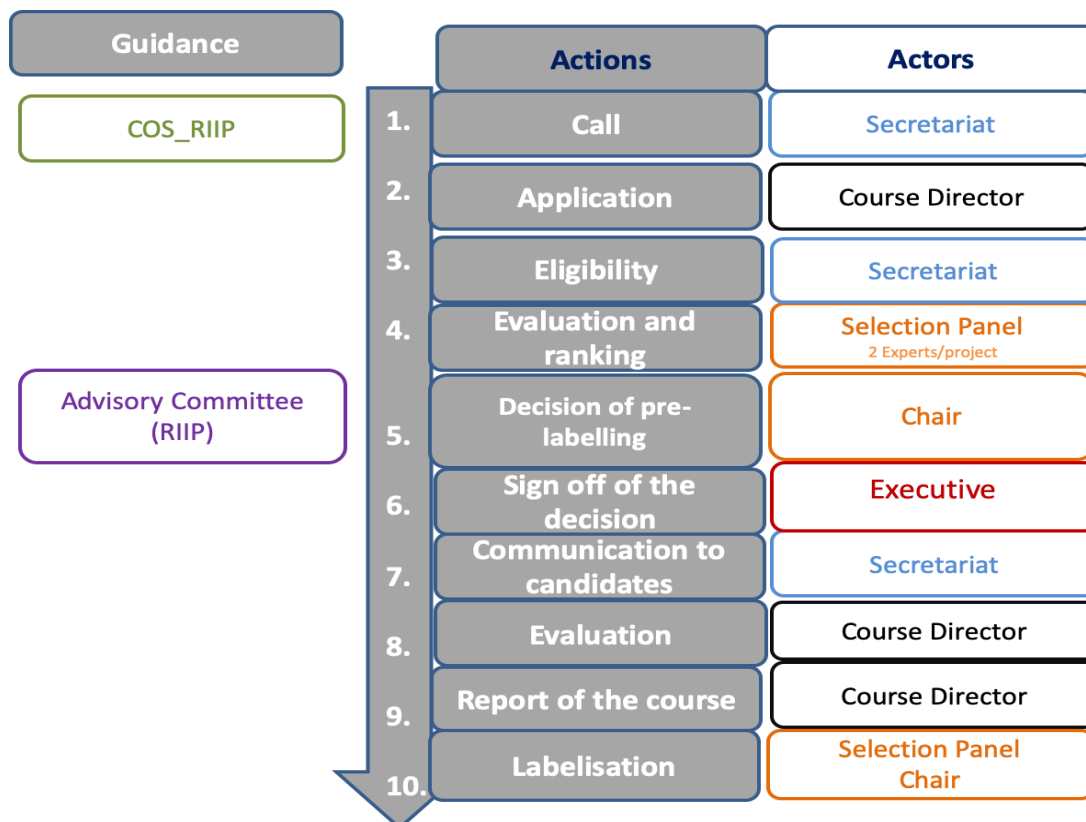 Guidance
Actions
Actors
COS_RIIP
1.
Call
Secretariat
2.
Application
Course Director
3.
Eligibility
Secretariat
4.
Evaluation and
ranking
Selection Panel
2 Experts/project
Advisory Committee
(RIIP)
5.
Decision of pre-
labelling
Chair
6.
Sign off of the
decision
Executive
7.
Communication to
candidates
Secretariat
8.
Evaluation
Course Director
9.
Report of the course
Course Director
10.
Labelisation
Selection Panel
Chair